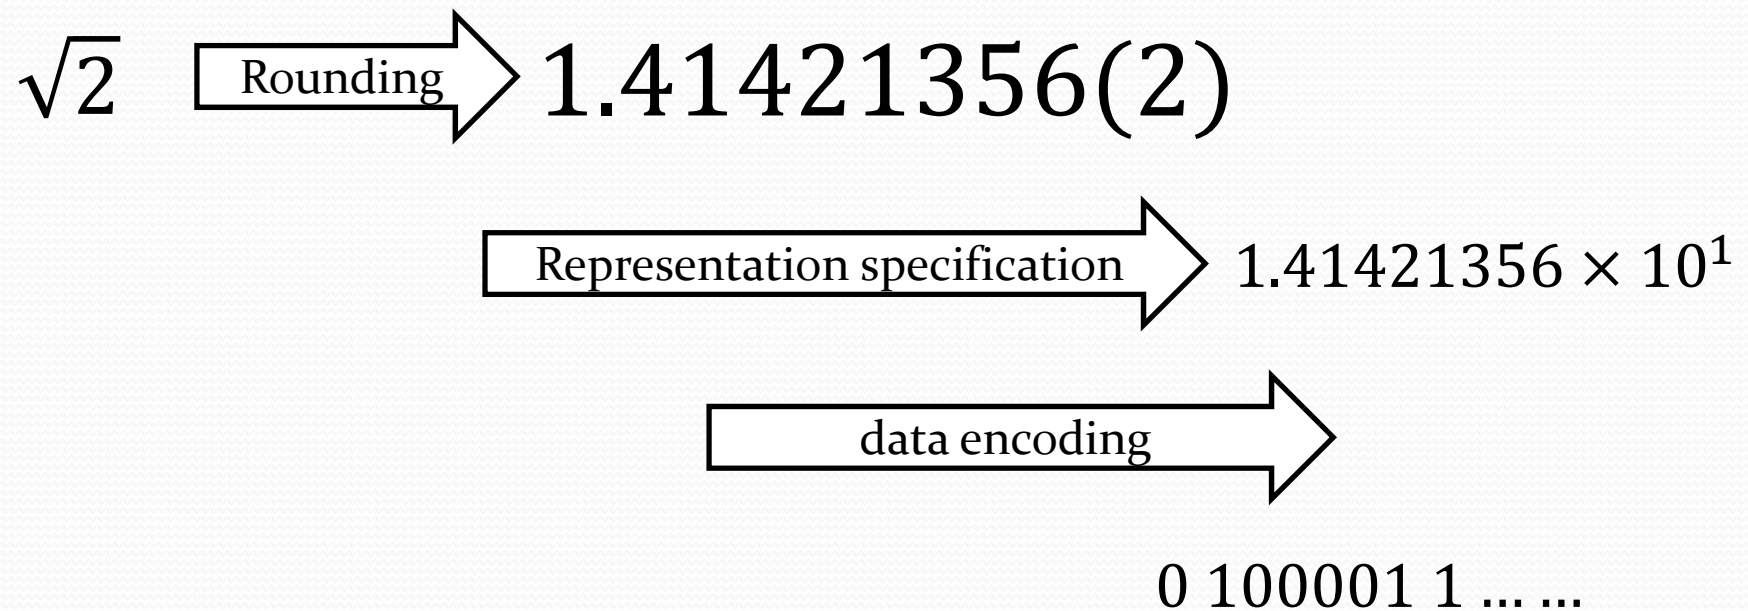 √2 Rounding 1.41421356(2)
Representation specification 1.41421356 × 10¹
data encoding
0 100001 1 … …